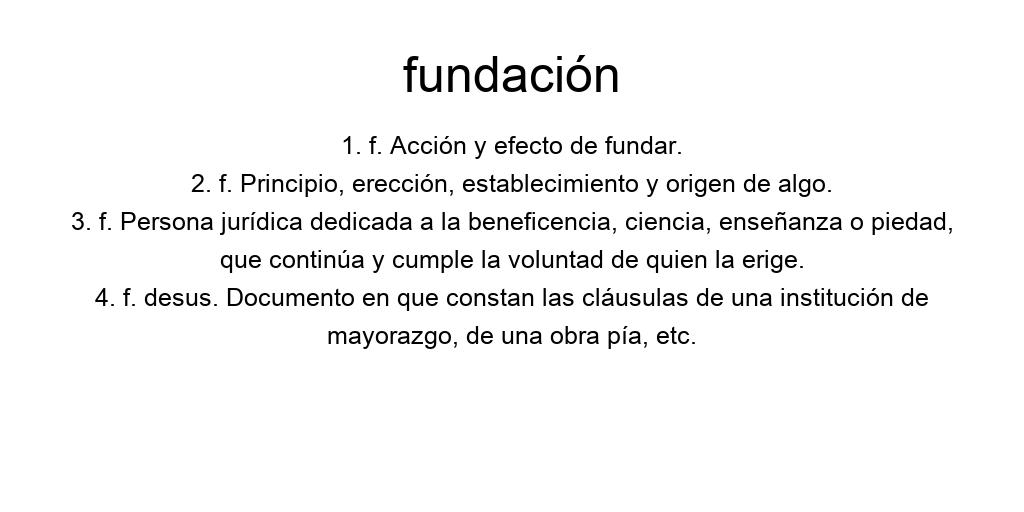 fundación
1. f. Acción y efecto de fundar.
2. f. Principio, erección, establecimiento y origen de algo.
3. f. Persona jurídica dedicada a la beneficencia, ciencia, enseñanza o piedad,
que continúa y cumple la voluntad de quien la erige.
4. f. desus. Documento en que constan las cláusulas de una institución de
mayorazgo, de una obra pía, etc.